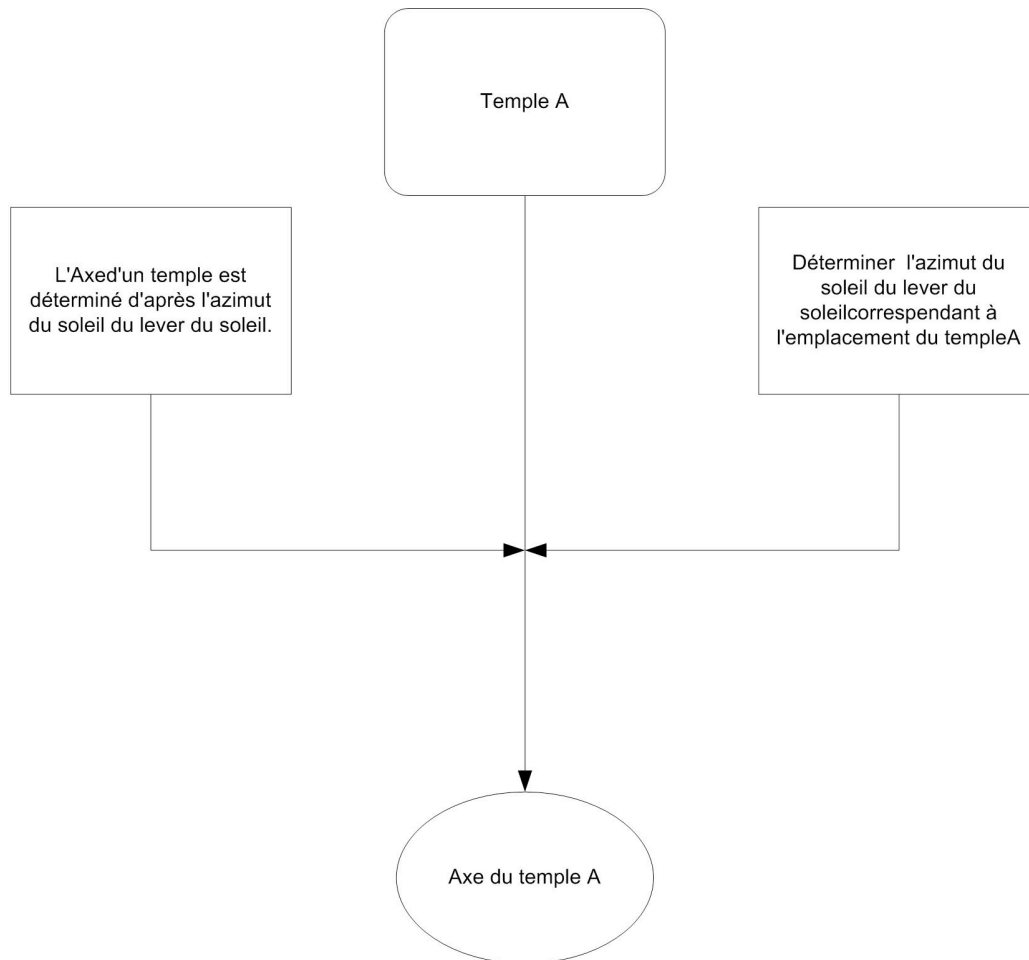 Temple A
L'Axed'un temple est
déterminé d'après l'azimut
du soleil du lever du soleil.
Déterminer  l'azimut du
soleil du lever du
soleilcorrespendant à
l'emplacement du templeA
Axe du temple A